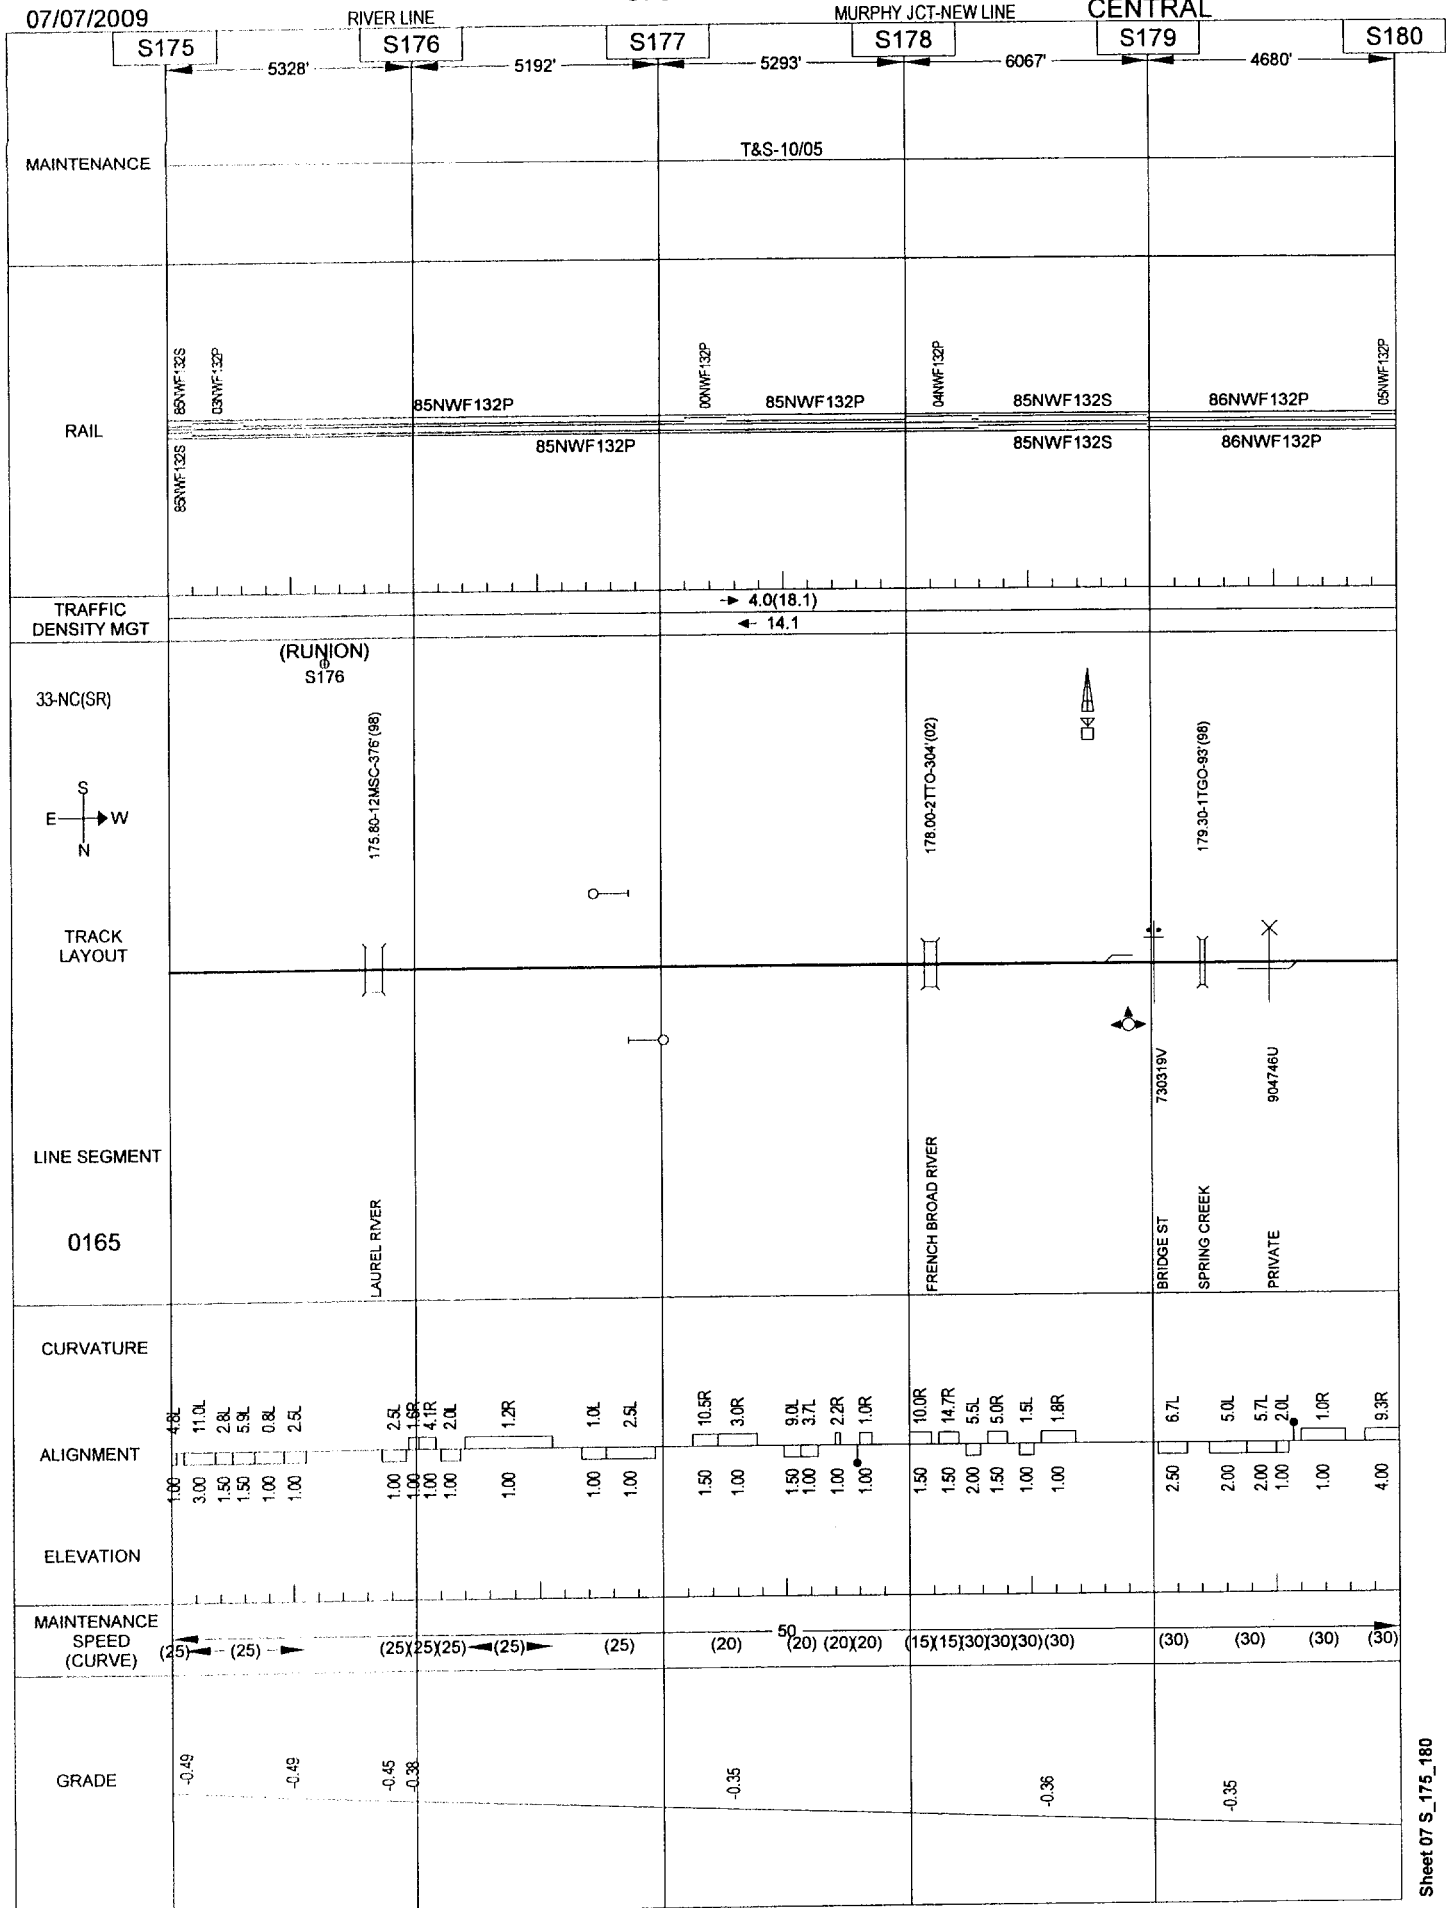 07/07/2009
RIVER LINE
MURPHY JCT-NEW LINE
CENTRAL
S175
S176
S177
S178
S179
S180
5328'
5192'
5293'
6067'
4680'
MAINTENANCE
T&S-10/05
85NWF132S
03NWF132P
85NWF132P
00NWF132P
85NWF132P
04NWF132P
85NWF132S
86NWF132P
05NWF132P
RAIL
85NWF132S
85NWF132P
85NWF132S
86NWF132P
TRAFFIC
DENSITY MGT
4.0(18.1)
14.1
(RUNION)
S176
33-NC(SR)
S
E W
N
175.80-12MSC-376'(98)
178.00-2TTO-304'(02)
179.30-1TGO-93'(98)
TRACK
LAYOUT
730319V
904746U
LINE SEGMENT
0165
LAUREL RIVER
FRENCH BROAD RIVER
BRIDGE ST
SPRING CREEK
PRIVATE
CURVATURE
4.8L 11.0L 2.8L 5.9L 0.8L 2.5L 2.5L 1.6R 4.1R 2.0L 1.2R 1.0L 2.5L 10.5R 3.0R 9.0L 3.7L 2.2R 1.0R 10.0R 14.7R 5.5L 5.0R 1.5L 1.8R 6.7L 5.0L 5.7L 2.0L 1.0R 9.3R
ALIGNMENT
1.00 3.00 1.50 1.50 1.00 1.00 1.00 1.00 1.00 1.00 1.00 1.00 1.00 1.50 1.00 1.50 1.00 1.00 1.00 1.50 1.50 2.00 1.50 1.00 1.00 2.50 2.00 2.00 1.00 1.00 4.00
ELEVATION
MAINTENANCE
SPEED
(CURVE)
50
(25) (25) (25)(25)(25) (25) (25) (20) (20) (20)(20) (15)(15)(30)(30)(30)(30) (30) (30) (30) (30)
GRADE
-0.49 -0.49 -0.45 -0.38 -0.35 -0.36 -0.35
Sheet 07 S_175_180